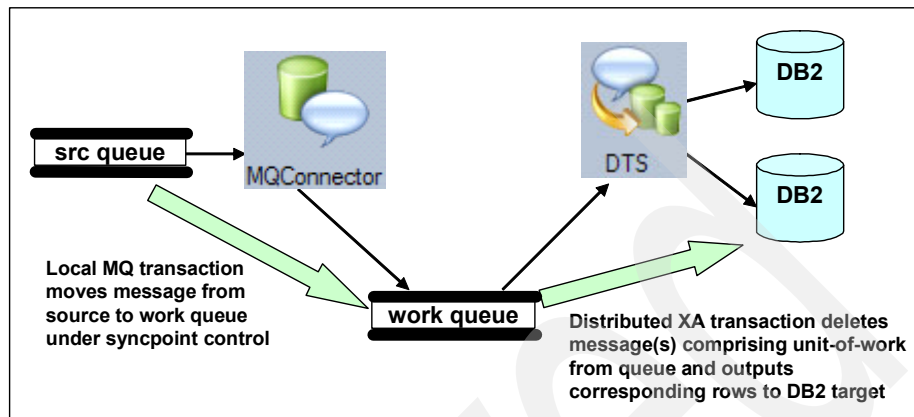 src queue
MQConnector
DTS
DB2
DB2
Local MQ transaction
moves message from
source to work queue
under syncpoint control
work queue
Distributed XA transaction deletes
message(s) comprising unit-of-work
from queue and outputs
corresponding rows to DB2 target